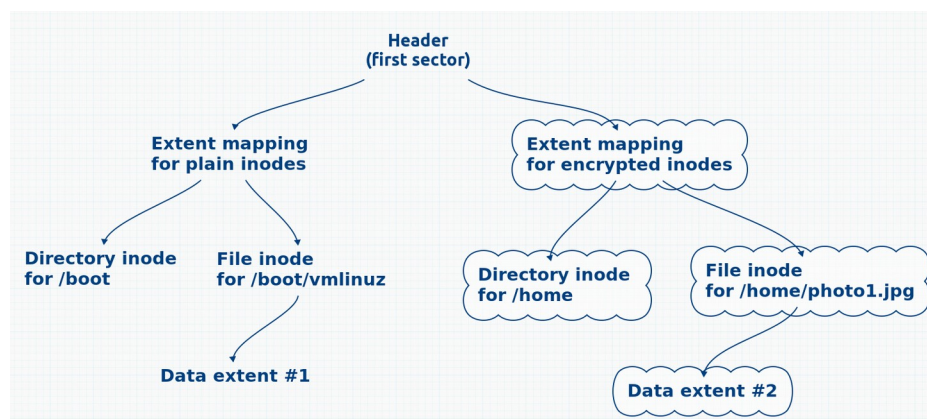 Header
(first sector)
Extent mapping
for plain inodes
Extent mapping
for encrypted inodes
Directory inode
for /boot
File inode
for /boot/vmlinuz
Directory inode
for /home
File inode
for /home/photo1.jpg
Data extent #1
Data extent #2